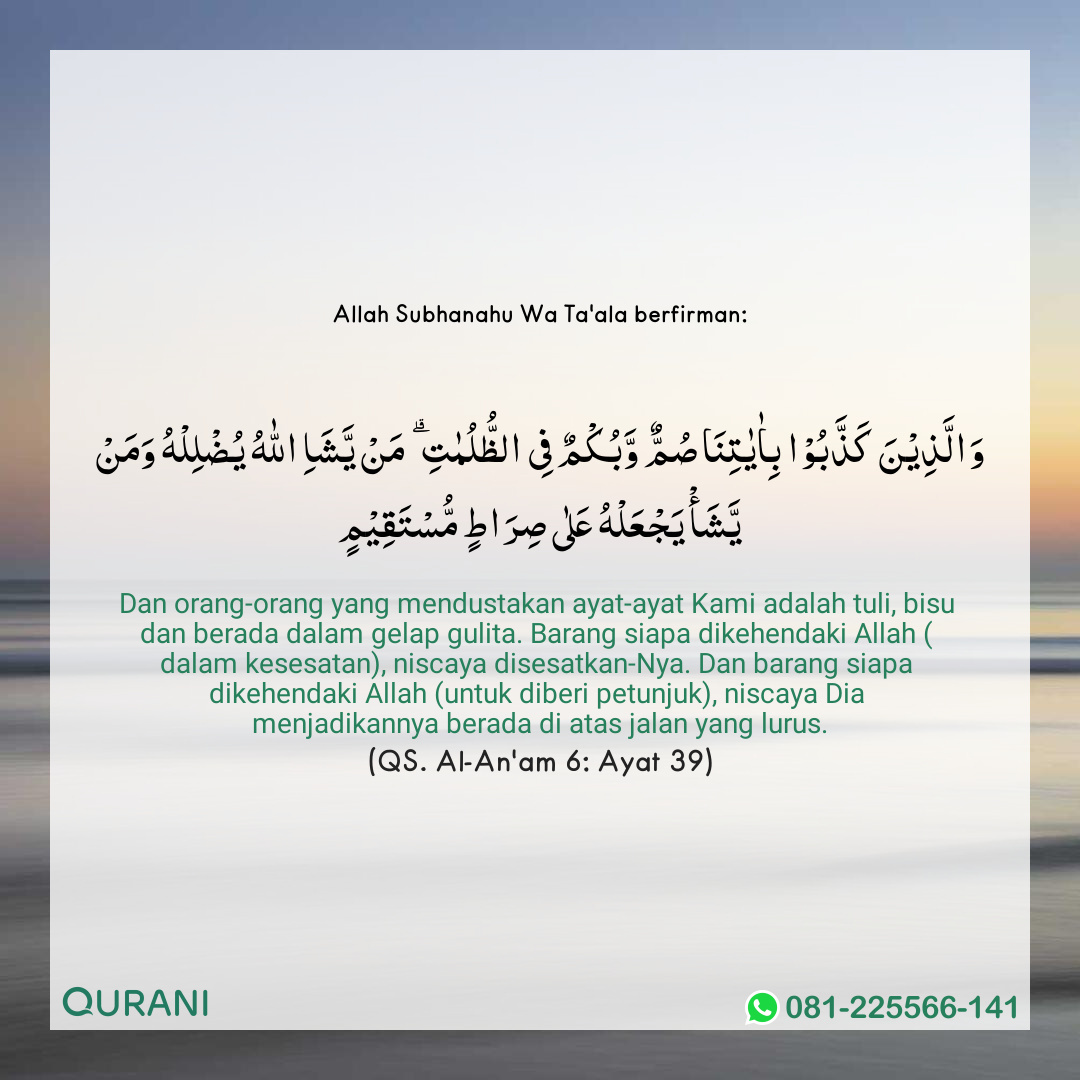 Allah Subhanahu Wa Ta'ala berfirman:
وَالَّذِيْنَ كَذَّبُوْا بِاٰيٰتِنَا صُمٌّ وَّبُكْمٌ فِى الظُّلُمٰتِ ۗ مَنْ يَّشَاِ اللّٰهُ يُضْلِلْهُ وَمَنْ
يَّشَأْ يَجْعَلْهُ عَلٰى صِرَاطٍ مُّسْتَقِيْمٍ
Dan orang-orang yang mendustakan ayat-ayat Kami adalah tuli, bisu
dan berada dalam gelap gulita. Barang siapa dikehendaki Allah (
dalam kesesatan), niscaya disesatkan-Nya. Dan barang siapa
dikehendaki Allah (untuk diberi petunjuk), niscaya Dia
menjadikannya berada di atas jalan yang lurus.
(QS. Al-An'am 6: Ayat 39)
QURANI
081-225566-141